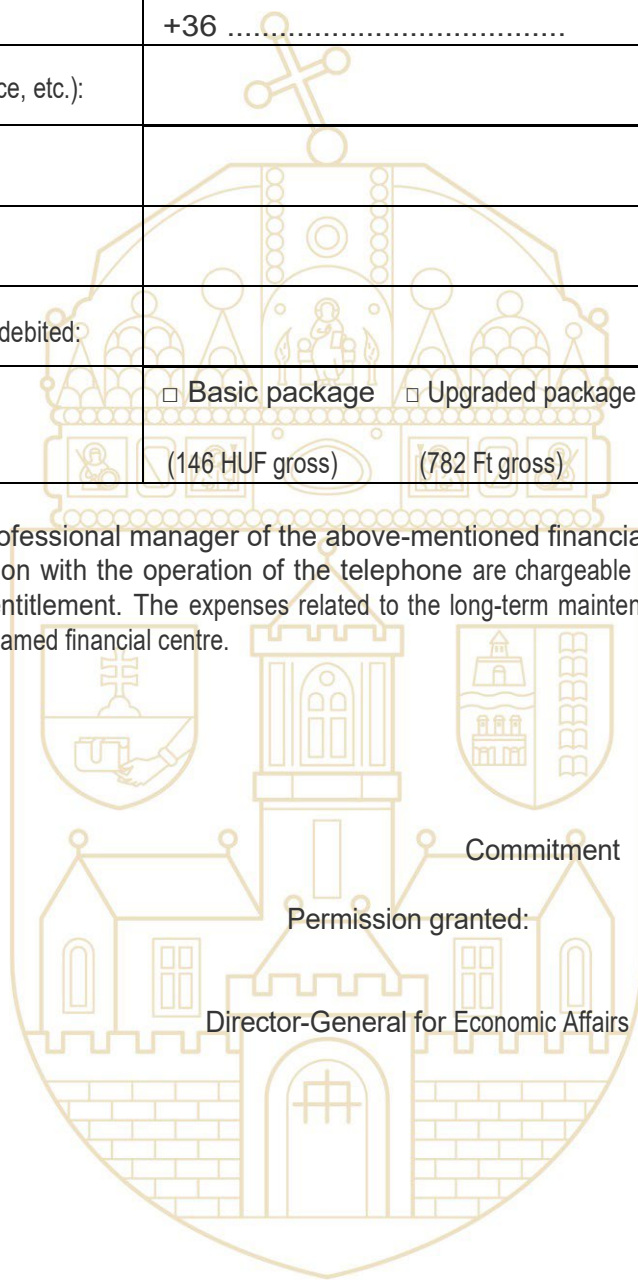 +36 .......................................
ce, etc.):
debited:
□ Basic package □ Upgraded package
(146 HUF gross) (782 Ft gross)
ofessional manager of the above-mentioned financia
on with the operation of the telephone are chargeable
entitlement. The expenses related to the long-term mainten
amed financial centre.
Commitment
Permission granted:
Director-General for Economic Affairs